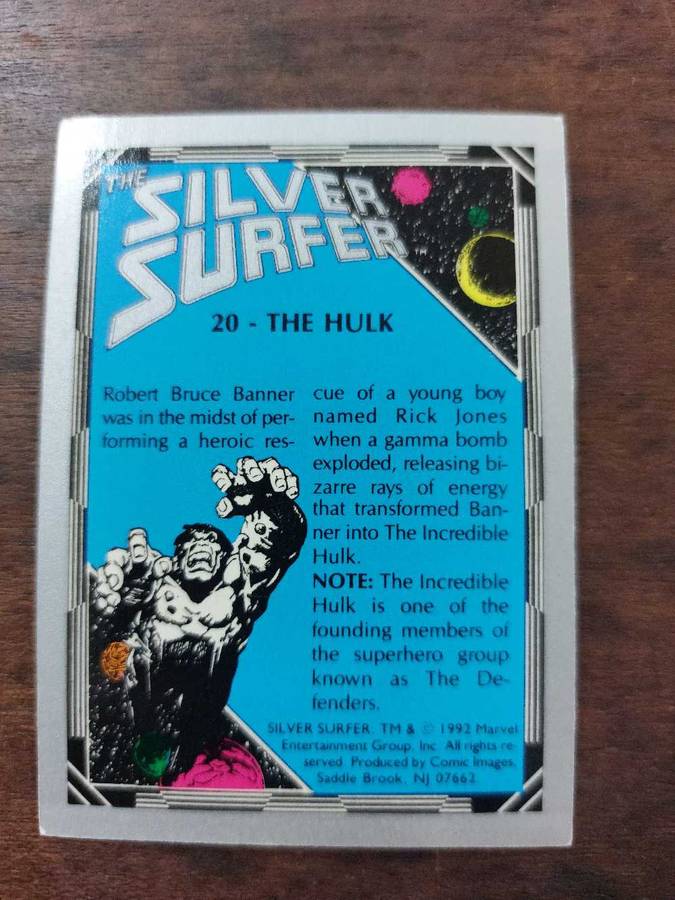 THE
SILVER
SURFER
20 - THE HULK
Robert Bruce Banner
was in the midst of per-
forming a heroic res-
cue of a young boy
named Rick Jones
when a gamma bomb
exploded, releasing bi-
zarre rays of energy
that transformed Ban-
ner into The Incredible
Hulk.
NOTE: The Incredible
Hulk is one of the
founding members of
the superhero group
known as The De-
fenders.
SILVER SURFER: TM & © 1992 Marvel
Entertainment Group, Inc. All rights re-
served. Produced by Comic Images,
Saddle Brook, NJ 07662